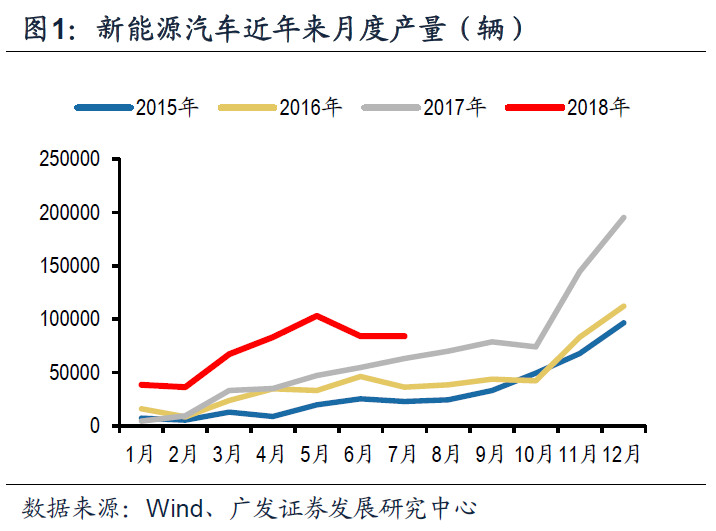 图1：新能源汽车近年来月度产量（辆）
2015年 2016年 2017年 2018年
250000
200000
150000
100000
50000
0
1月 2月 3月 4月 5月 6月 7月 8月 9月 10月 11月 12月
数据来源：Wind、广发证券发展研究中心